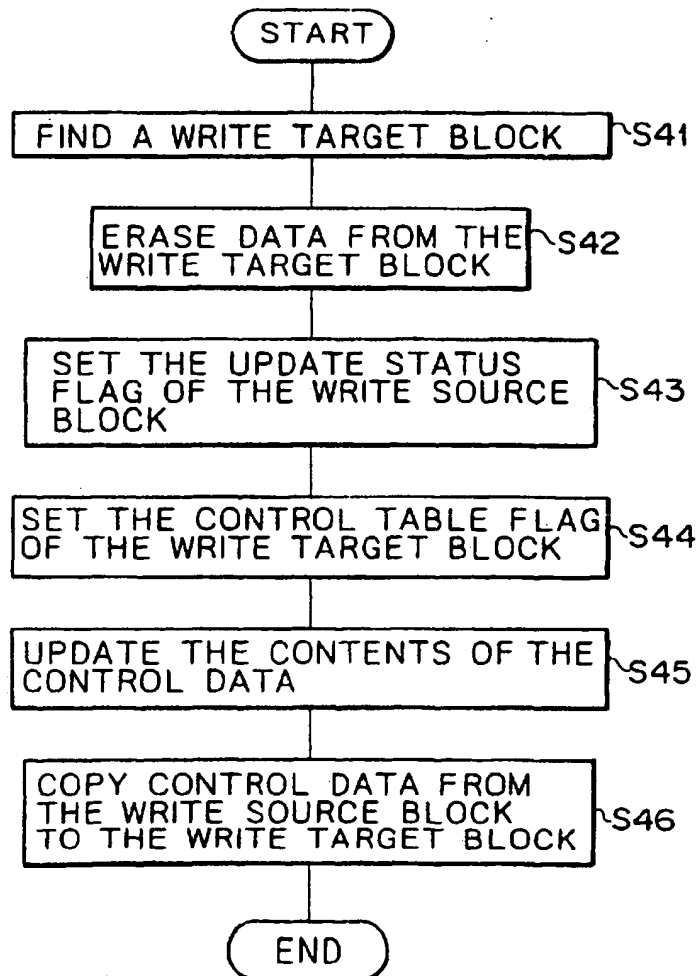 START
FIND A WRITE TARGET BLOCK
S41
ERASE DATA FROM THE
WRITE TARGET BLOCK
S42
SET THE UPDATE STATUS
FLAG OF THE WRITE SOURCE
BLOCK
S43
SET THE CONTROL TABLE FLAG
OF THE WRITE TARGET BLOCK
S44
UPDATE THE CONTENTS OF THE
CONTROL DATA
S45
COPY CONTROL DATA FROM
THE WRITE SOURCE BLOCK
TO THE WRITE TARGET BLOCK
S46
END